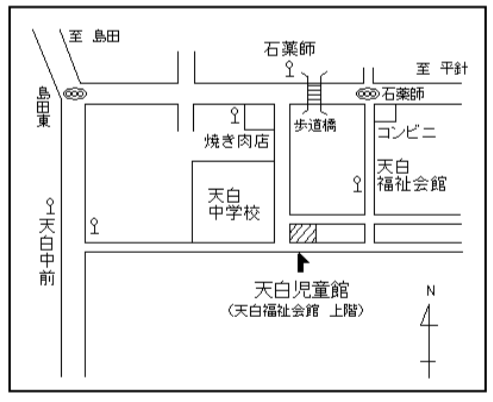 至 島田
石薬師
至 平針
島田東
石薬師
歩道橋
コンビニ
焼き肉店
天白
福祉会館
天白
中学校
天白中前
天白児童館
(天白福祉会館 上階)
N